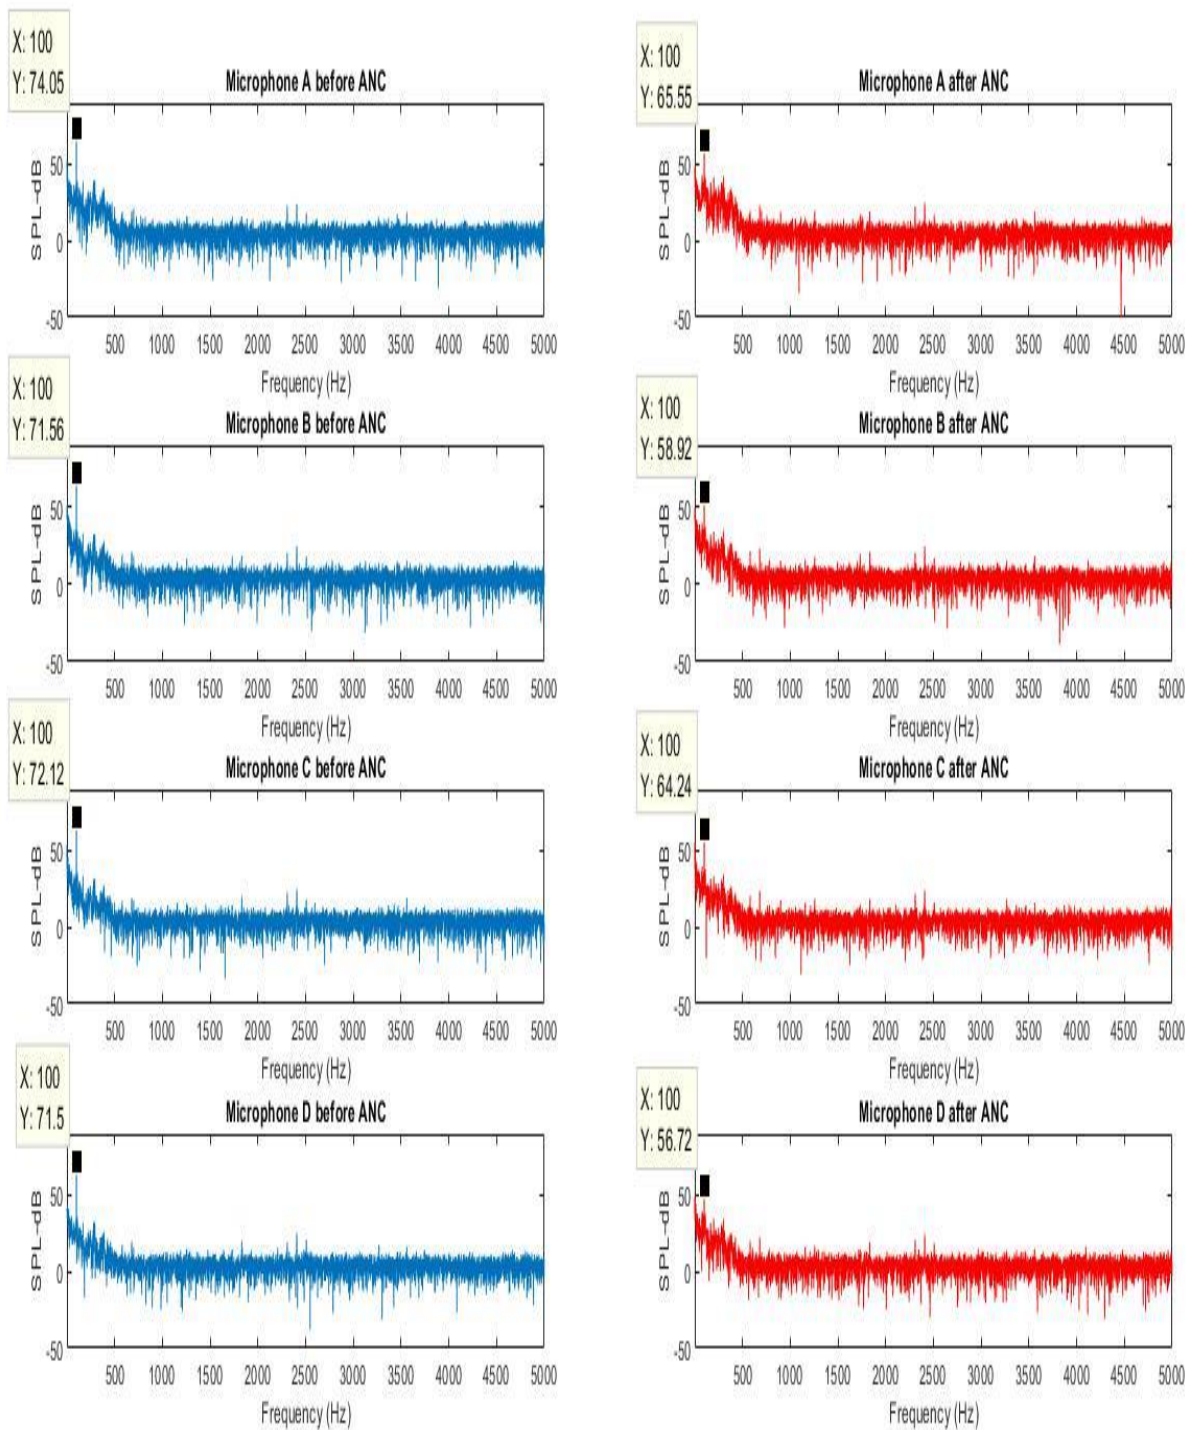 X: 100
Y: 74.05
Microphone A before ANC
SPL-dB
50
0
-50
500 1000 1500 2000 2500 3000 3500 4000 4500 5000
Frequency (Hz)
X: 100
Y: 65.55
Microphone A after ANC
SPL-dB
50
0
-50
500 1000 1500 2000 2500 3000 3500 4000 4500 5000
Frequency (Hz)
X: 100
Y: 71.56
Microphone B before ANC
SPL-dB
50
0
-50
500 1000 1500 2000 2500 3000 3500 4000 4500 5000
Frequency (Hz)
X: 100
Y: 58.92
Microphone B after ANC
SPL-dB
50
0
-50
500 1000 1500 2000 2500 3000 3500 4000 4500 5000
Frequency (Hz)
X: 100
Y: 72.12
Microphone C before ANC
SPL-dB
50
0
-50
500 1000 1500 2000 2500 3000 3500 4000 4500 5000
Frequency (Hz)
X: 100
Y: 64.24
Microphone C after ANC
SPL-dB
50
0
-50
500 1000 1500 2000 2500 3000 3500 4000 4500 5000
Frequency (Hz)
X: 100
Y: 71.5
Microphone D before ANC
SPL-dB
50
0
-50
500 1000 1500 2000 2500 3000 3500 4000 4500 5000
Frequency (Hz)
X: 100
Y: 56.72
Microphone D after ANC
SPL-dB
50
0
-50
500 1000 1500 2000 2500 3000 3500 4000 4500 5000
Frequency (Hz)